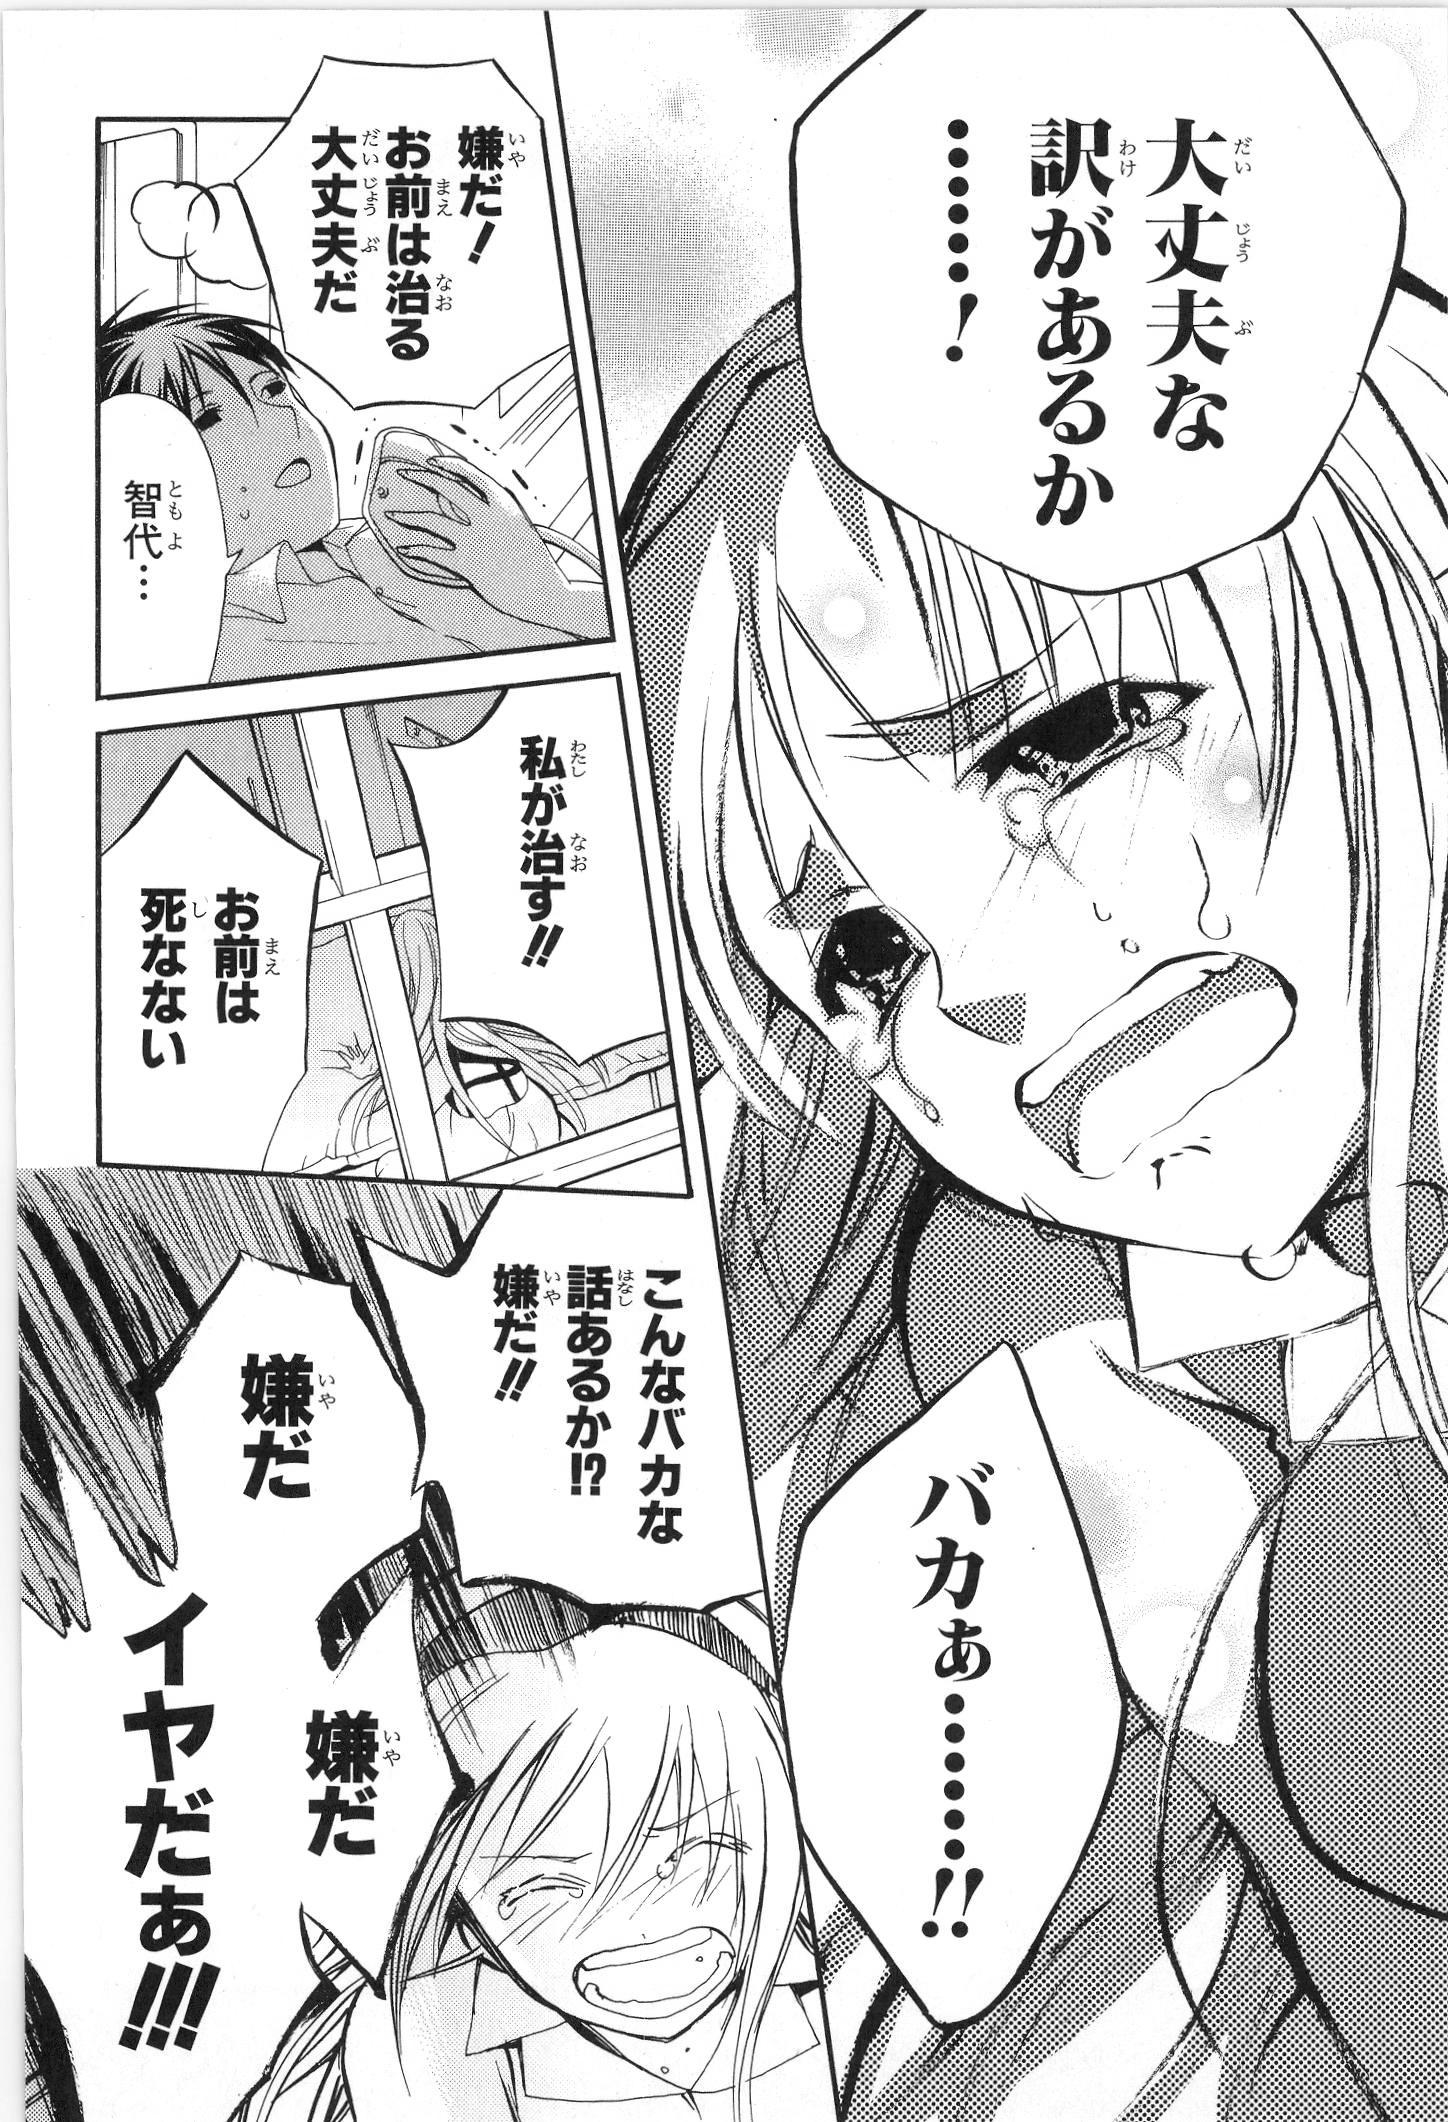 大丈夫な
訳があるか
……！
バカぁ……!!
嫌だ！
お前は治る
大丈夫だ
智代…
私が治す!!
お前は
死なない
こんなバカな
話あるか!?
嫌だ!!
嫌だ
嫌だ
イヤだぁ!!!